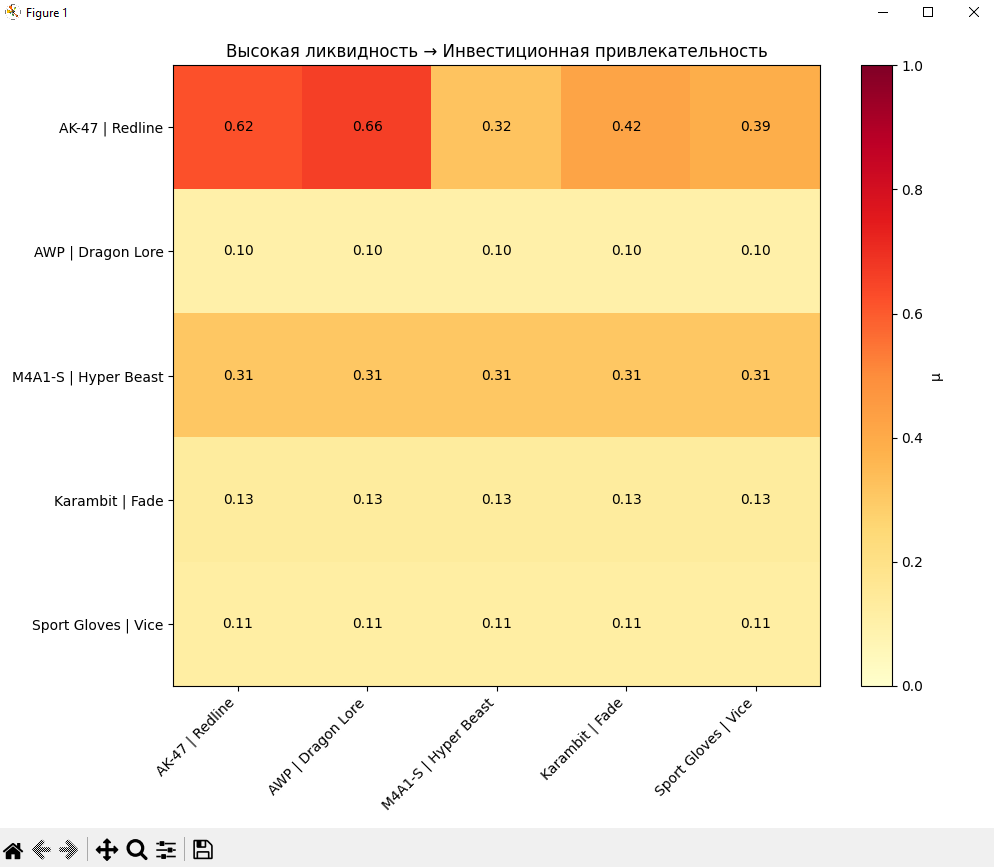 Figure 1
Высокая ликвидность → Инвестиционная привлекательность
AK-47 | Redline 0.62 0.66 0.32 0.42 0.39
AWP | Dragon Lore 0.10 0.10 0.10 0.10 0.10
M4A1-S | Hyper Beast 0.31 0.31 0.31 0.31 0.31
Karambit | Fade 0.13 0.13 0.13 0.13 0.13
Sport Gloves | Vice 0.11 0.11 0.11 0.11 0.11
AK-47 | Redline
AWP | Dragon Lore
M4A1-S | Hyper Beast
Karambit | Fade
Sport Gloves | Vice
1.0
0.8
0.6
0.4
0.2
0.0
μ